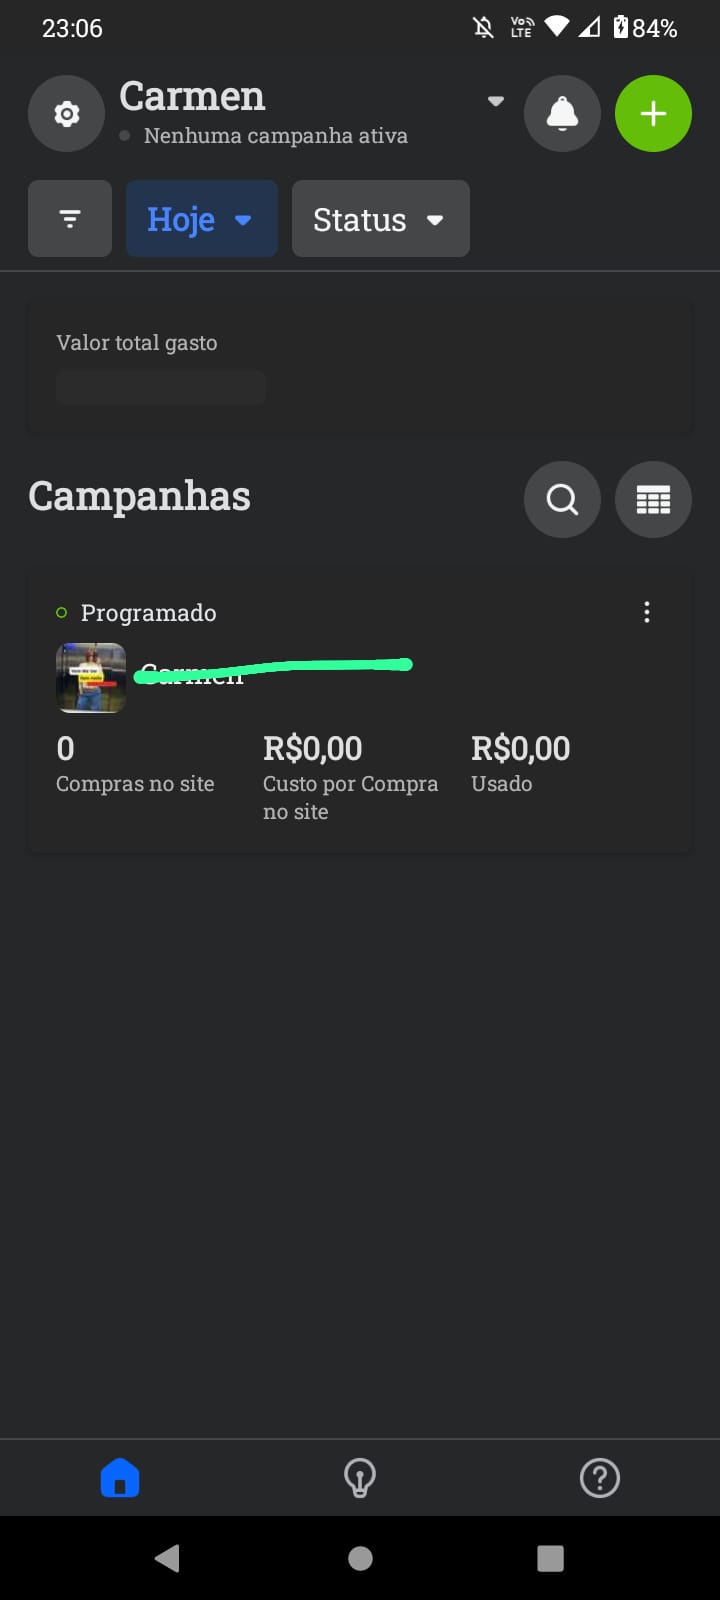 23:06
Vo LTE
84%
Carmen
Nenhuma campanha ativa
Hoje
Status
Valor total gasto
Campanhas
Programado
Carmen
0
R$0,00
R$0,00
Compras no site
Custo por Compra no site
Usado